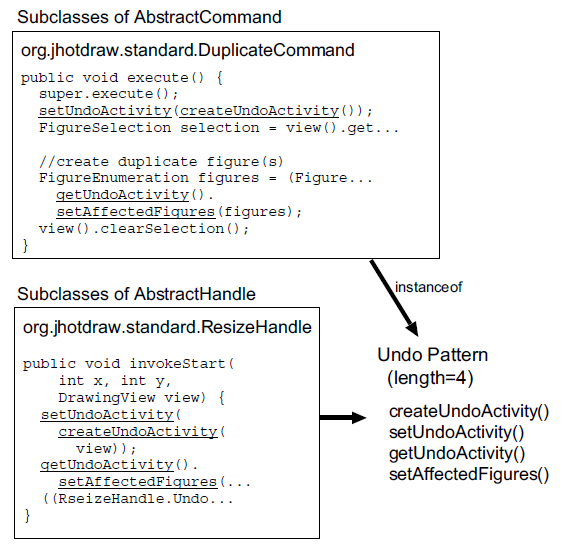 Subclasses of AbstractCommand
org.jhotdraw.standard.DuplicateCommand
public void execute() {
super.execute();
setUndoActivity(createUndoActivity());
FigureSelection selection = view().get...
//create duplicate figure(s)
FigureEnumeration figures = (Figure...
getUndoActivity().
setAffectedFigures(figures);
view().clearSelection();
}
instanceof
Subclasses of AbstractHandle
org.jhotdraw.standard.ResizeHandle
public void invokeStart(
int x, int y,
DrawingView view) {
setUndoActivity(
createUndoActivity(
view));
getUndoActivity().
setAffectedFigures(...
((RseizeHandle.Undo...
}
Undo Pattern
(length=4)
createUndoActivity()
setUndoActivity()
getUndoActivity()
setAffectedFigures()